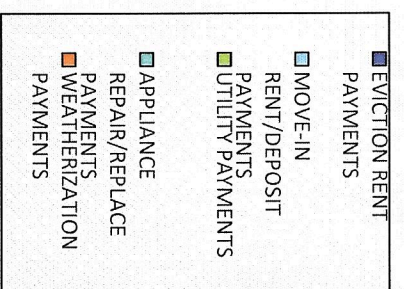 EVICTION RENT
PAYMENTS
MOVE-IN
RENT/DEPOSIT
PAYMENTS
UTILITY PAYMENTS
APPLIANCE
REPAIR/REPLACE
PAYMENTS
WEATHERIZATION
PAYMENTS